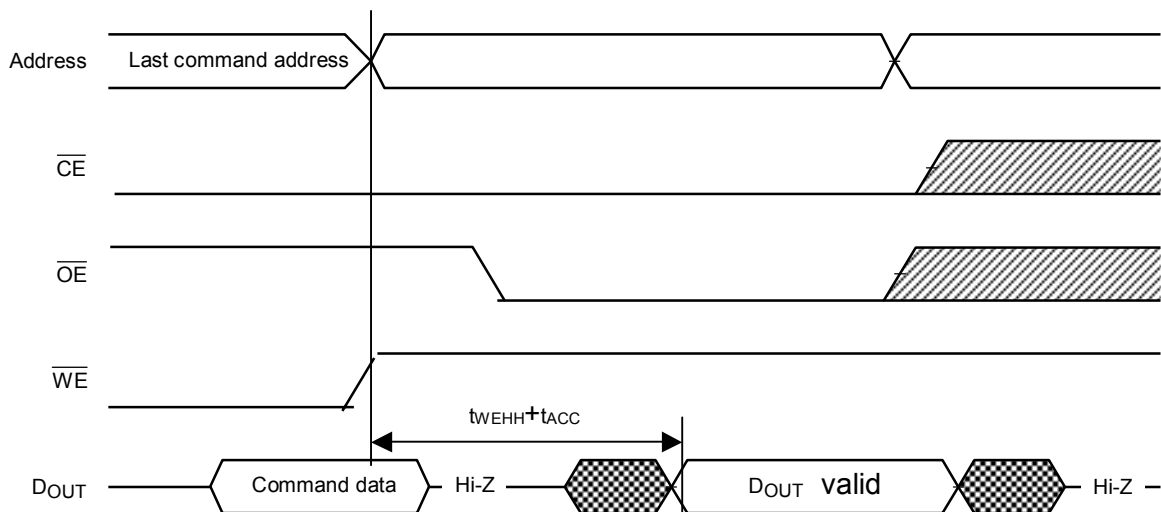 Address Last command address
CE
OE
WE
tWEHH+tACC
DOUT Command data Hi-Z DOUT valid Hi-Z